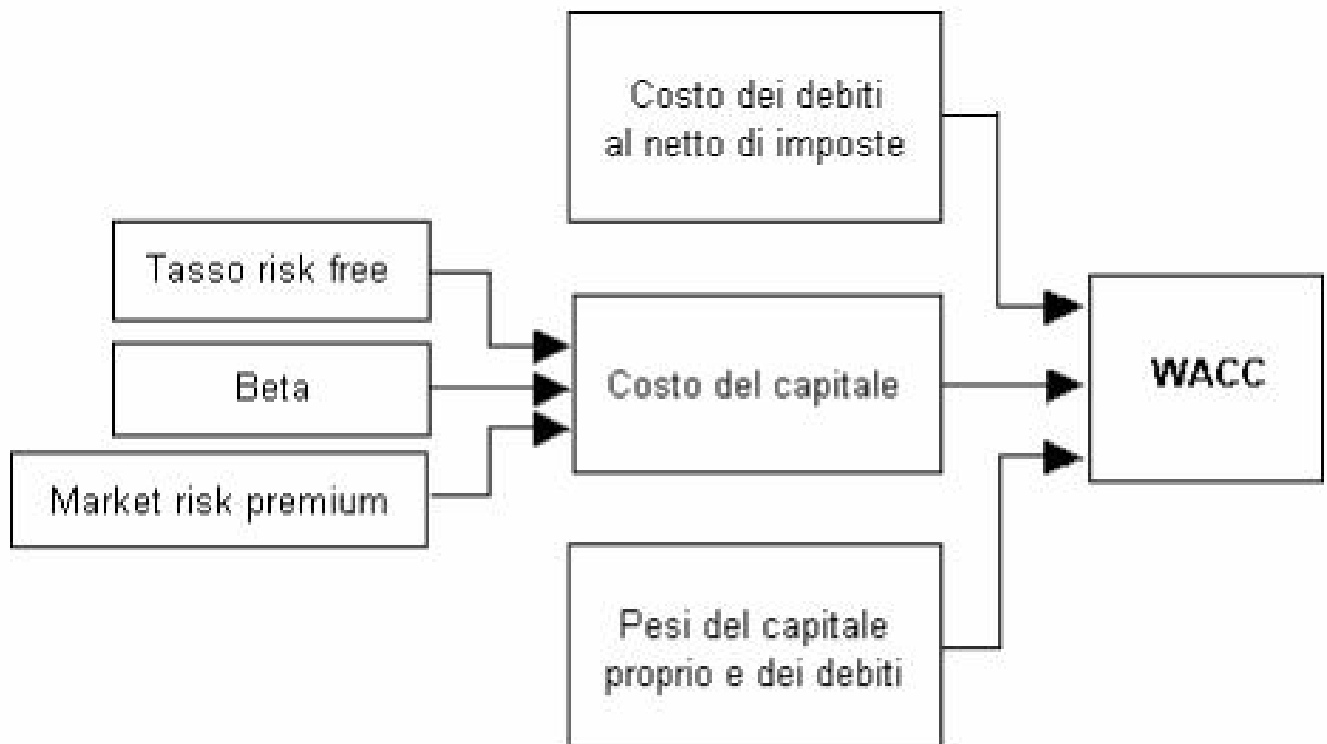 Costo dei debiti
al netto di imposte
Tasso risk free
Beta
Market risk premium
Costo del capitale
WACC
Pesi del capitale
proprio e dei debiti